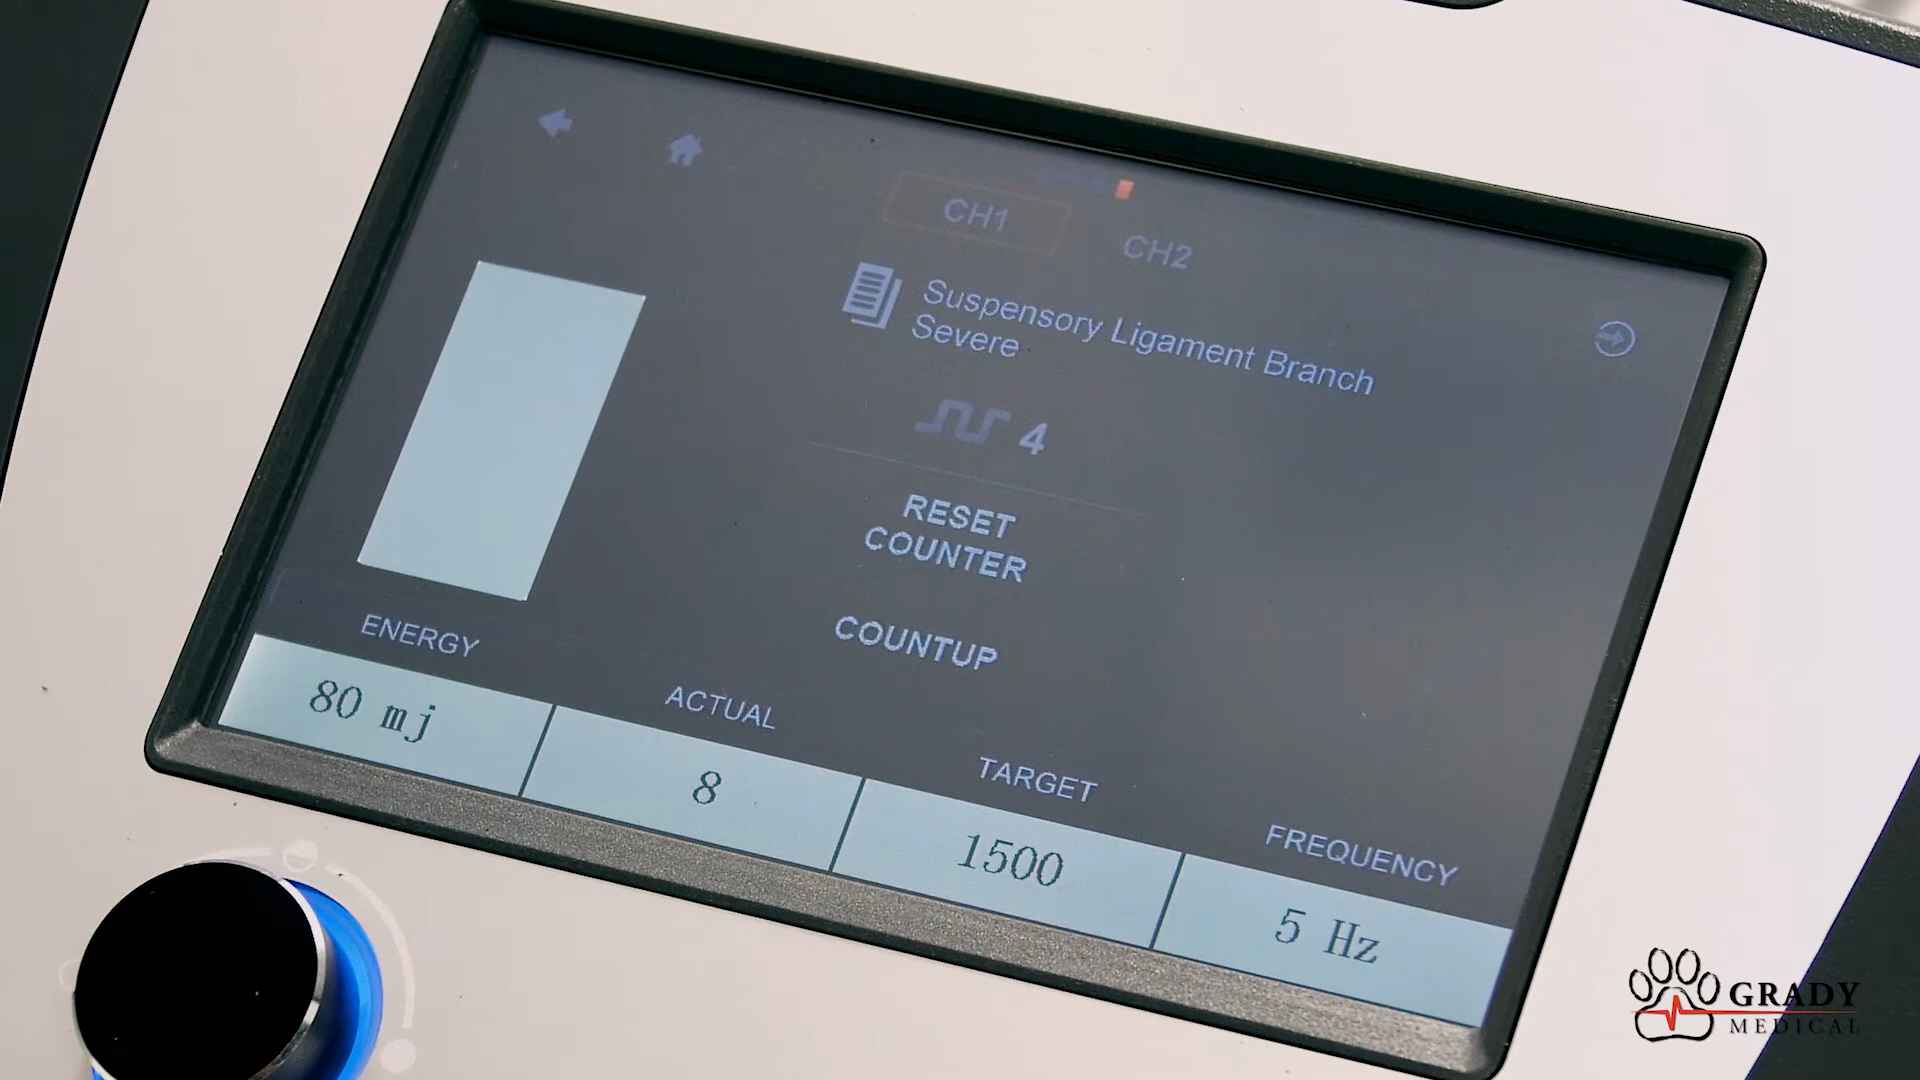 CH1
CH2
Suspensory Ligament Branch
Severe
4
RESET
COUNTER
COUNTUP
ENERGY
80 mj
ACTUAL
8
TARGET
1500
FREQUENCY
5 Hz
GRADY
MEDICAL